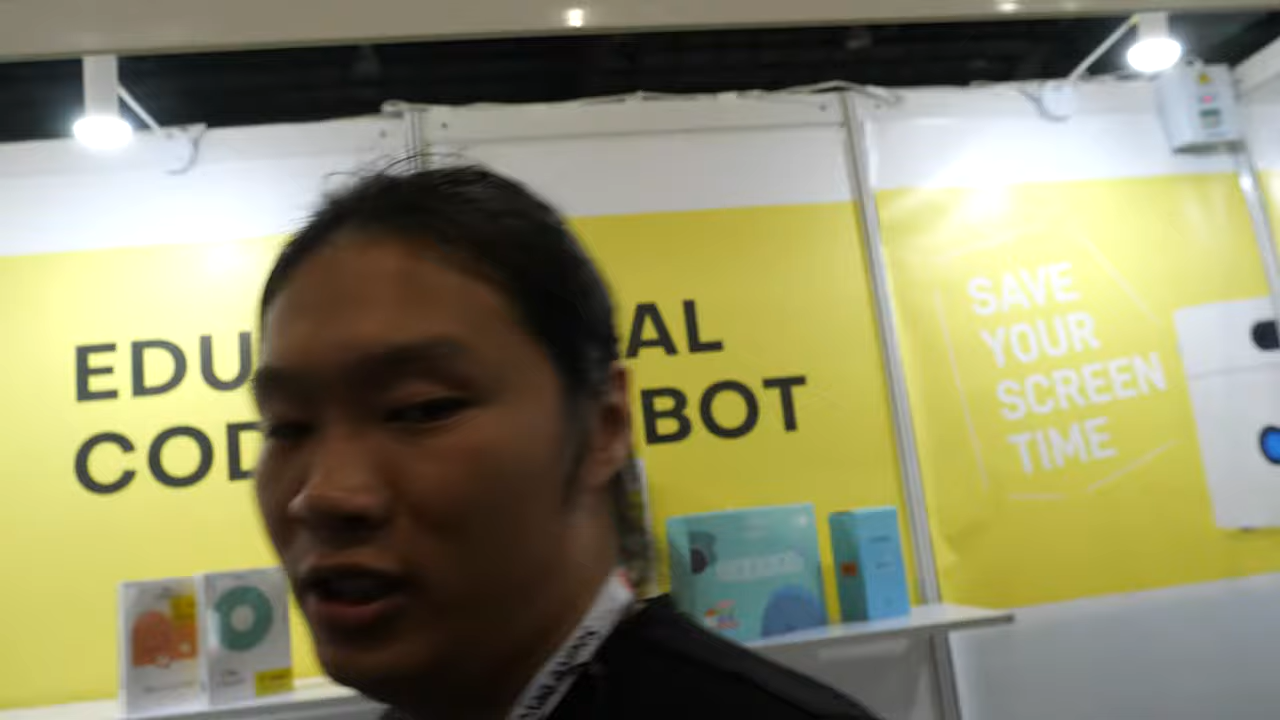 EDU AL
COD BOT
SAVE
YOUR
SCREEN
TIME